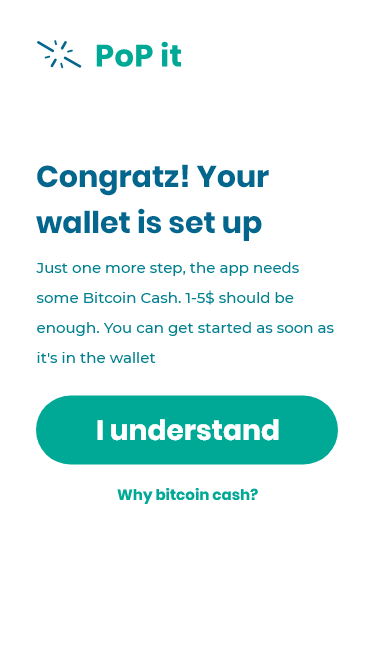 PoP it
Congratz! Your
wallet is set up
Just one more step, the app needs
some Bitcoin Cash. 1-5$ should be
enough. You can get started as soon as
it's in the wallet
I understand
Why bitcoin cash?